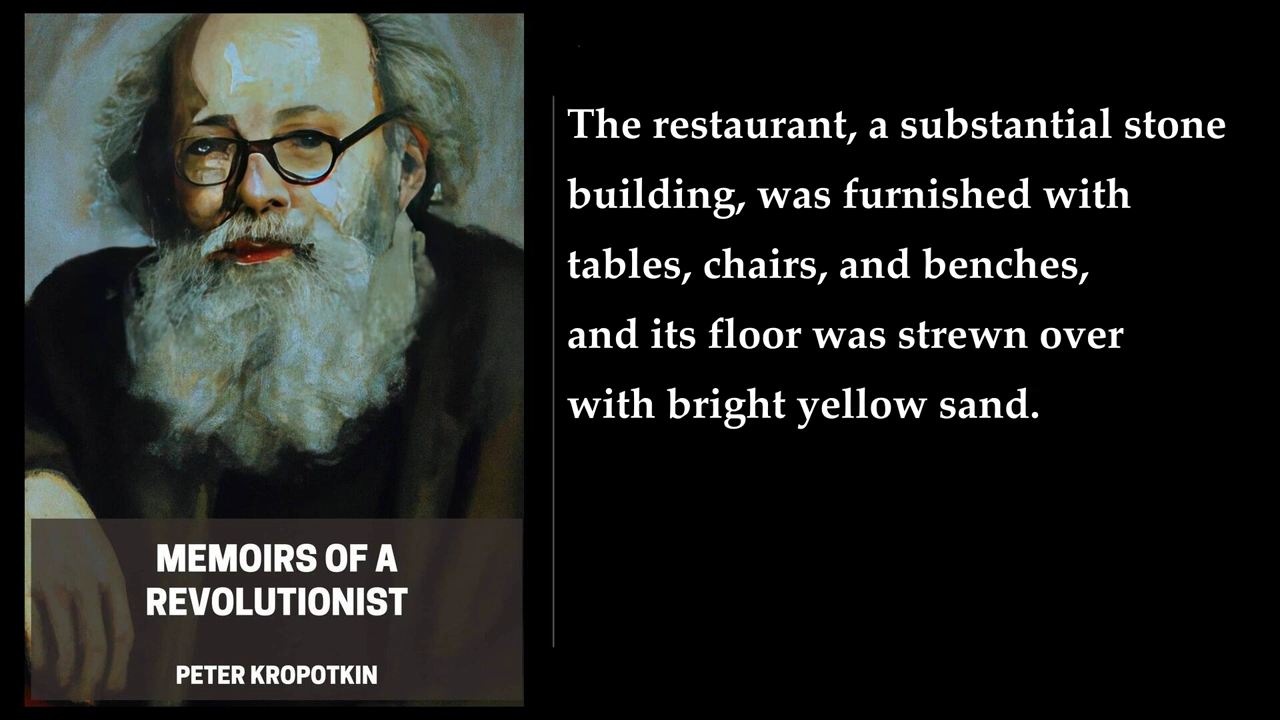 The restaurant, a substantial stone
building, was furnished with
tables, chairs, and benches,
and its floor was strewn over
with bright yellow sand.
MEMOIRS OF A
REVOLUTIONIST
PETER KROPOTKIN